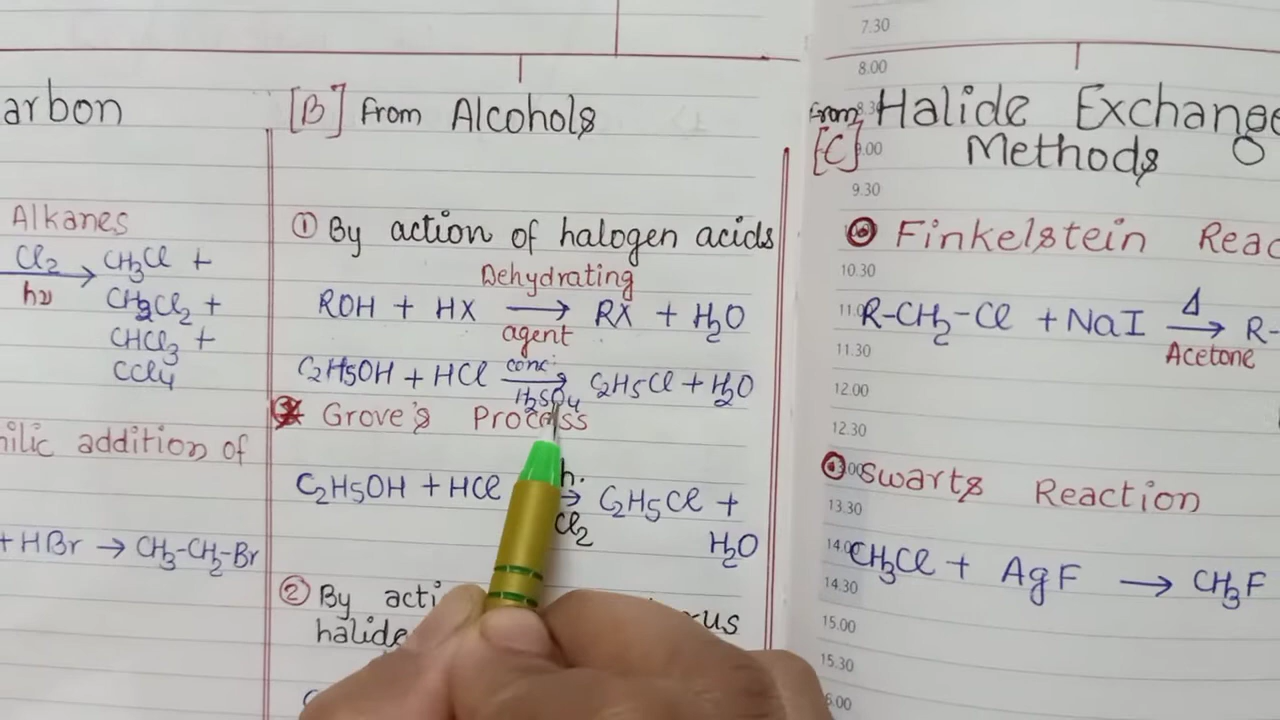 arbon
Alkanes
Cl2
hν
CH3Cl +
CH2Cl2 +
CHCl3 +
CCl4
hilic addition of
+ HBr → CH3-CH2-Br
[B] From Alcohols
① By action of halogen acids
Dehydrating
ROH + HX → RX + H2O
agent
conc.
C2H5OH + HCl → C2H5Cl + H2O
H2SO4
Grove's Process
h.
C2H5OH + HCl → C2H5Cl +
Cl2
H2O
② By acti us
halide
7.30
8.00
From Halide Exchange
[C] Methods
9.00
9.30
Finkelstein Reac
10.30
11.00
R-CH2-Cl + NaI → R-
Δ
Acetone
11.30
12.00
12.30
Swarts Reaction
13.30
14.00
CH3Cl + AgF → CH3F
14.30
15.00
15.30
6.00